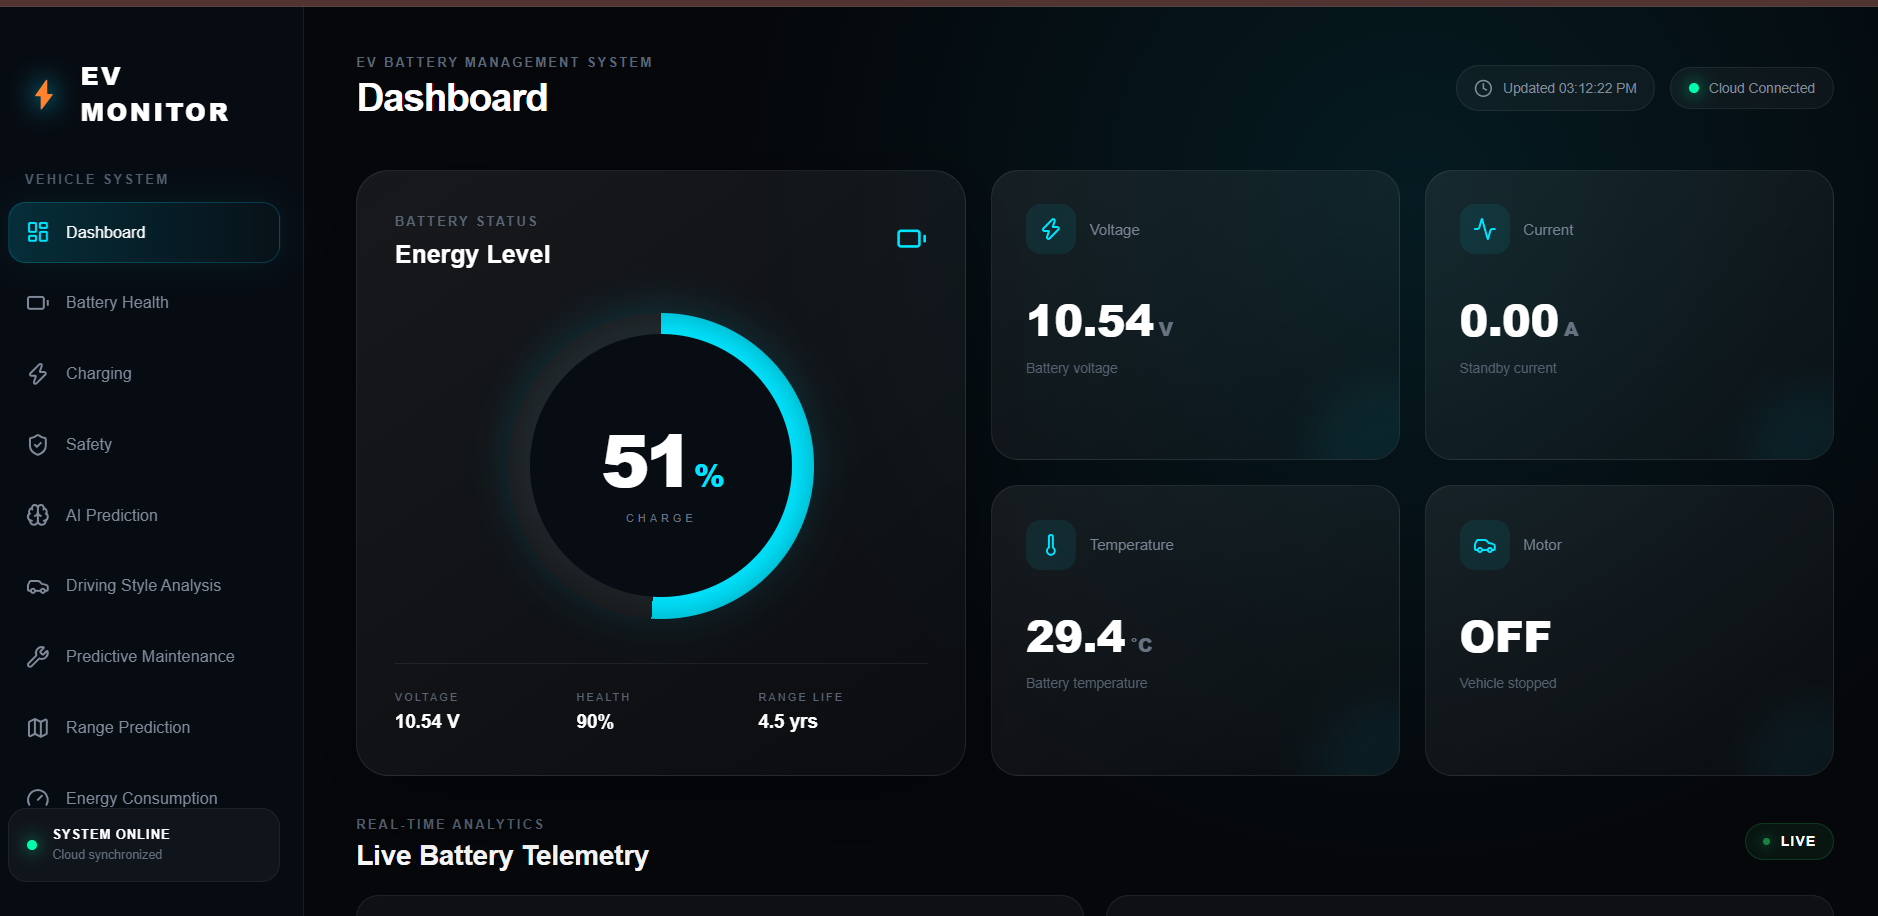 EV
MONITOR
VEHICLE SYSTEM
Dashboard
Battery Health
Charging
Safety
AI Prediction
Driving Style Analysis
Predictive Maintenance
Range Prediction
Energy Consumption
SYSTEM ONLINE
Cloud synchronized
EV BATTERY MANAGEMENT SYSTEM
Dashboard
Updated 03:12:22 PM
Cloud Connected
BATTERY STATUS
Energy Level
51%
CHARGE
VOLTAGE
10.54 V
HEALTH
90%
RANGE LIFE
4.5 yrs
Voltage
10.54 V
Battery voltage
Current
0.00 A
Standby current
Temperature
29.4 °C
Battery temperature
Motor
OFF
Vehicle stopped
REAL-TIME ANALYTICS
Live Battery Telemetry
LIVE